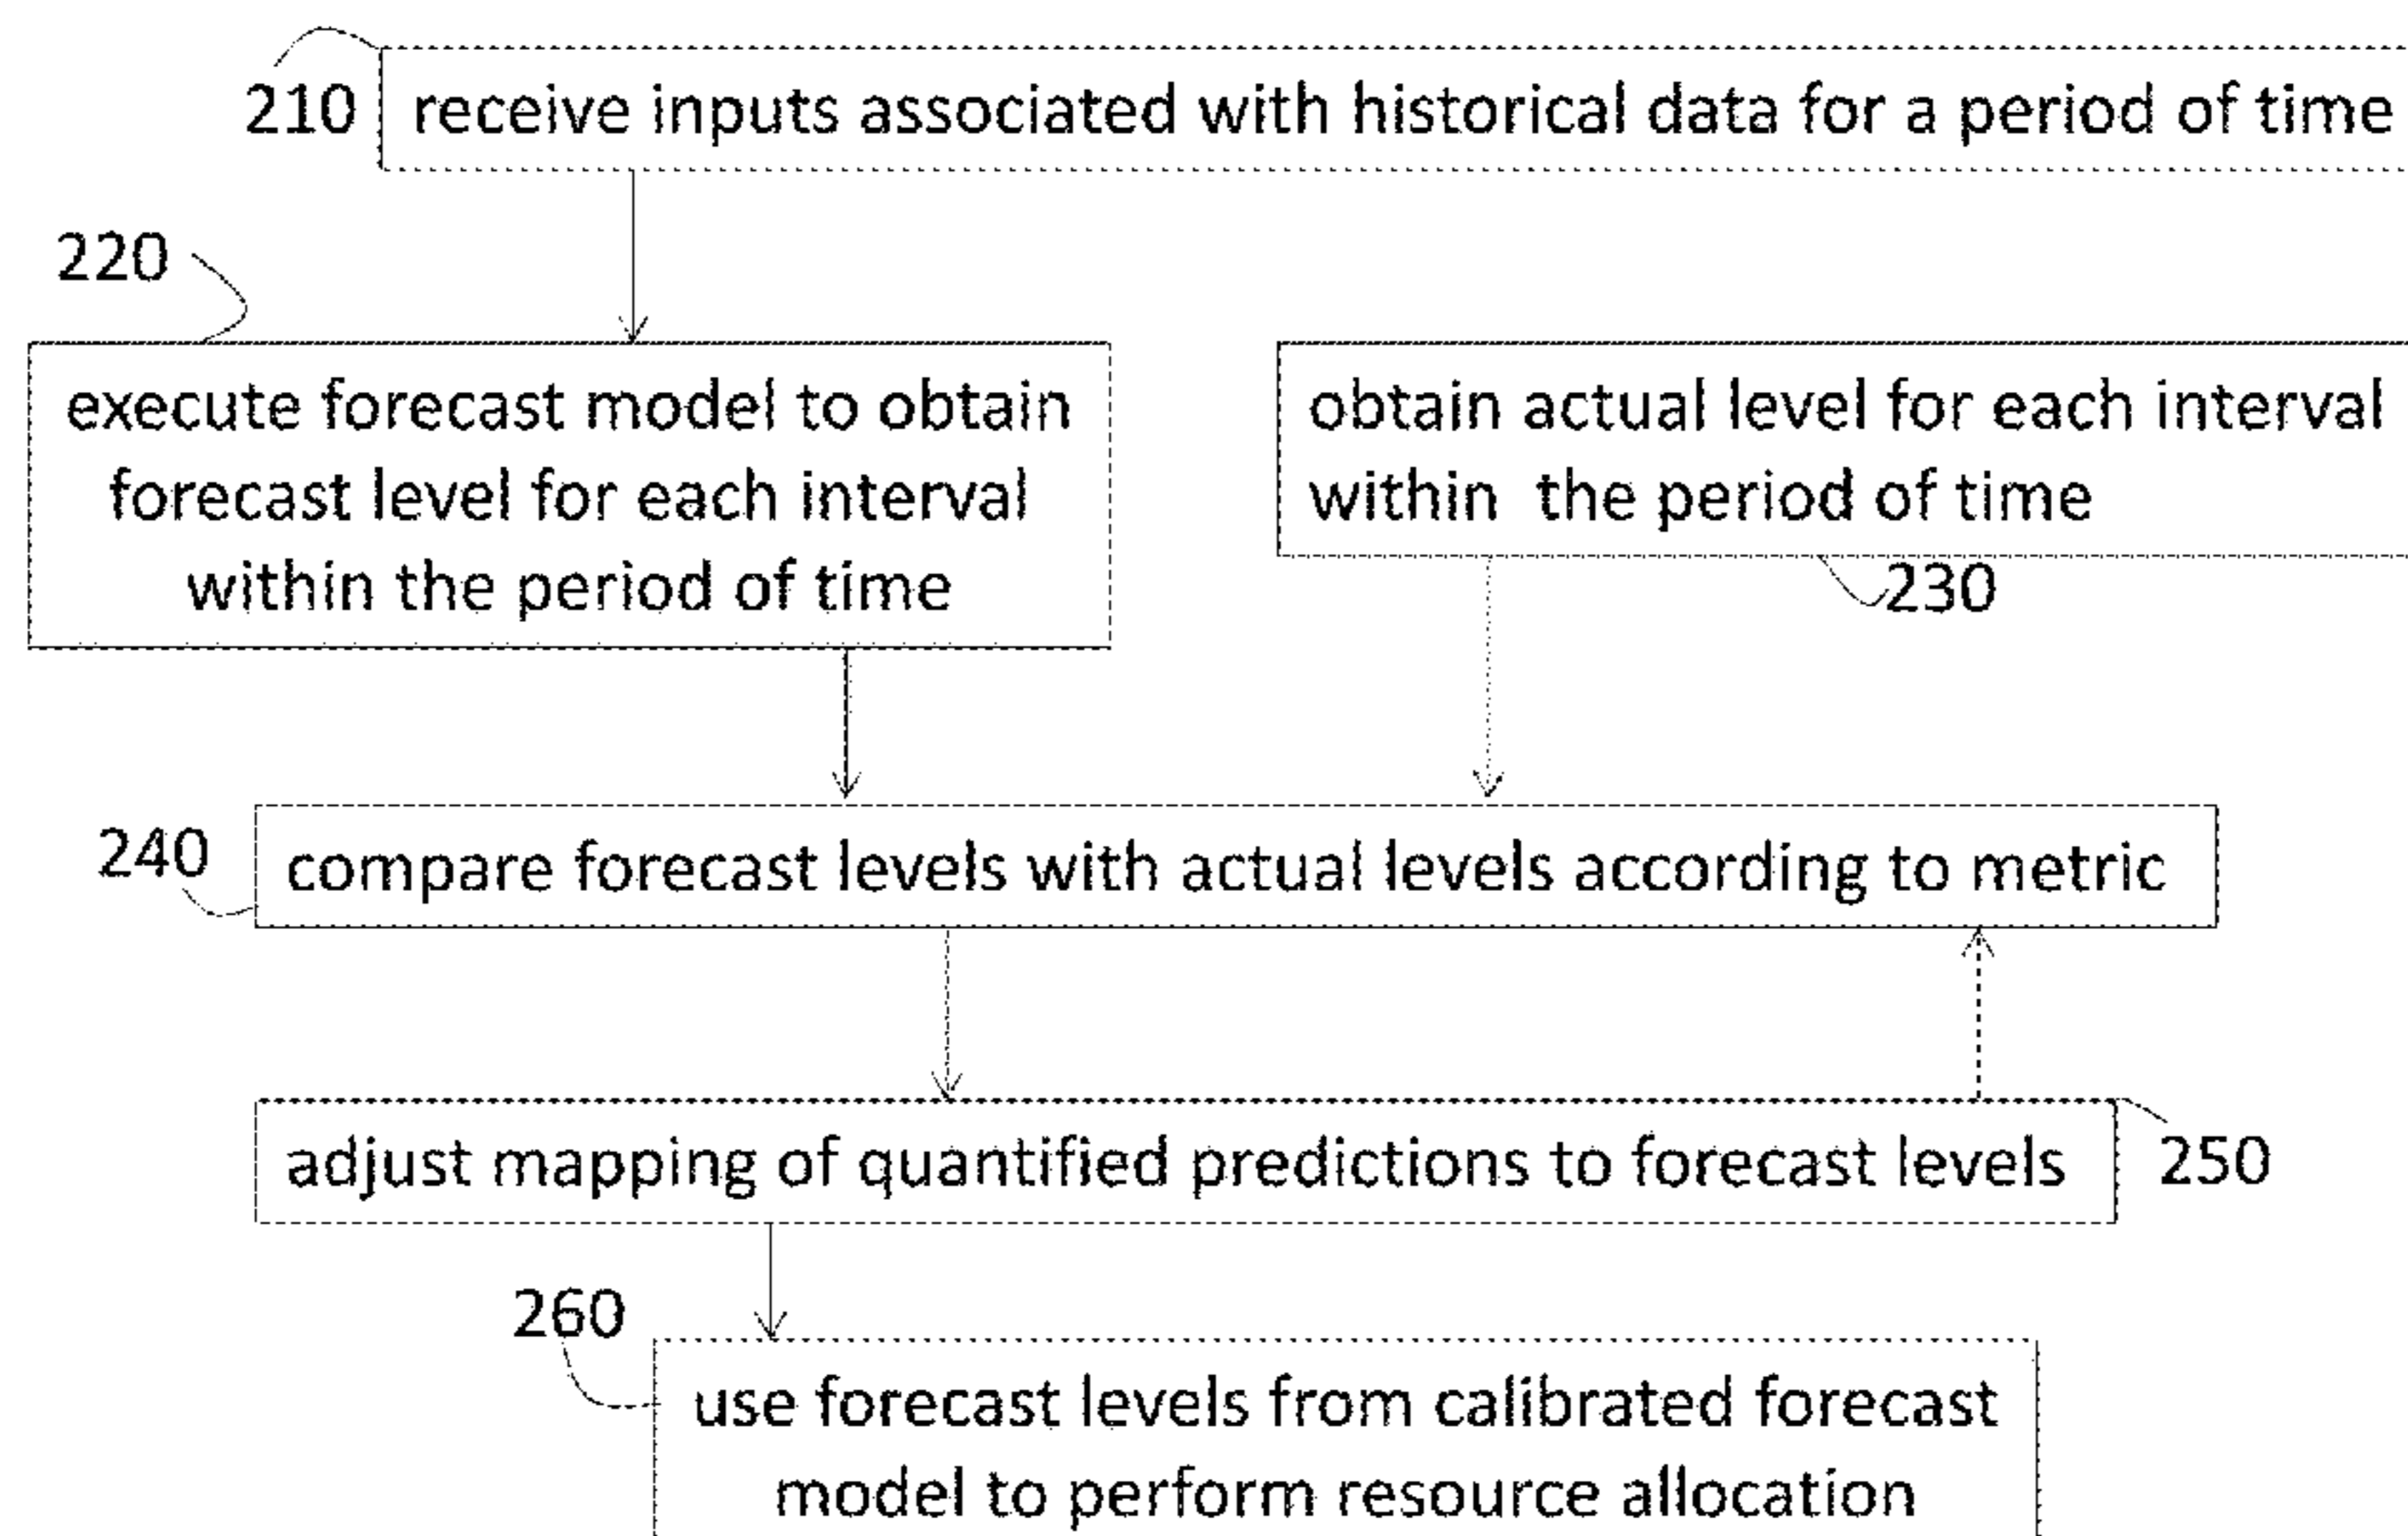 210 receive inputs associated with historical data for a period of time
220
execute forecast model to obtain
forecast level for each interval
within the period of time
obtain actual level for each interval
within the period of time
230
240
compare forecast levels with actual levels according to metric
adjust mapping of quantified predictions to forecast levels
250
260
use forecast levels from calibrated forecast
model to perform resource allocation